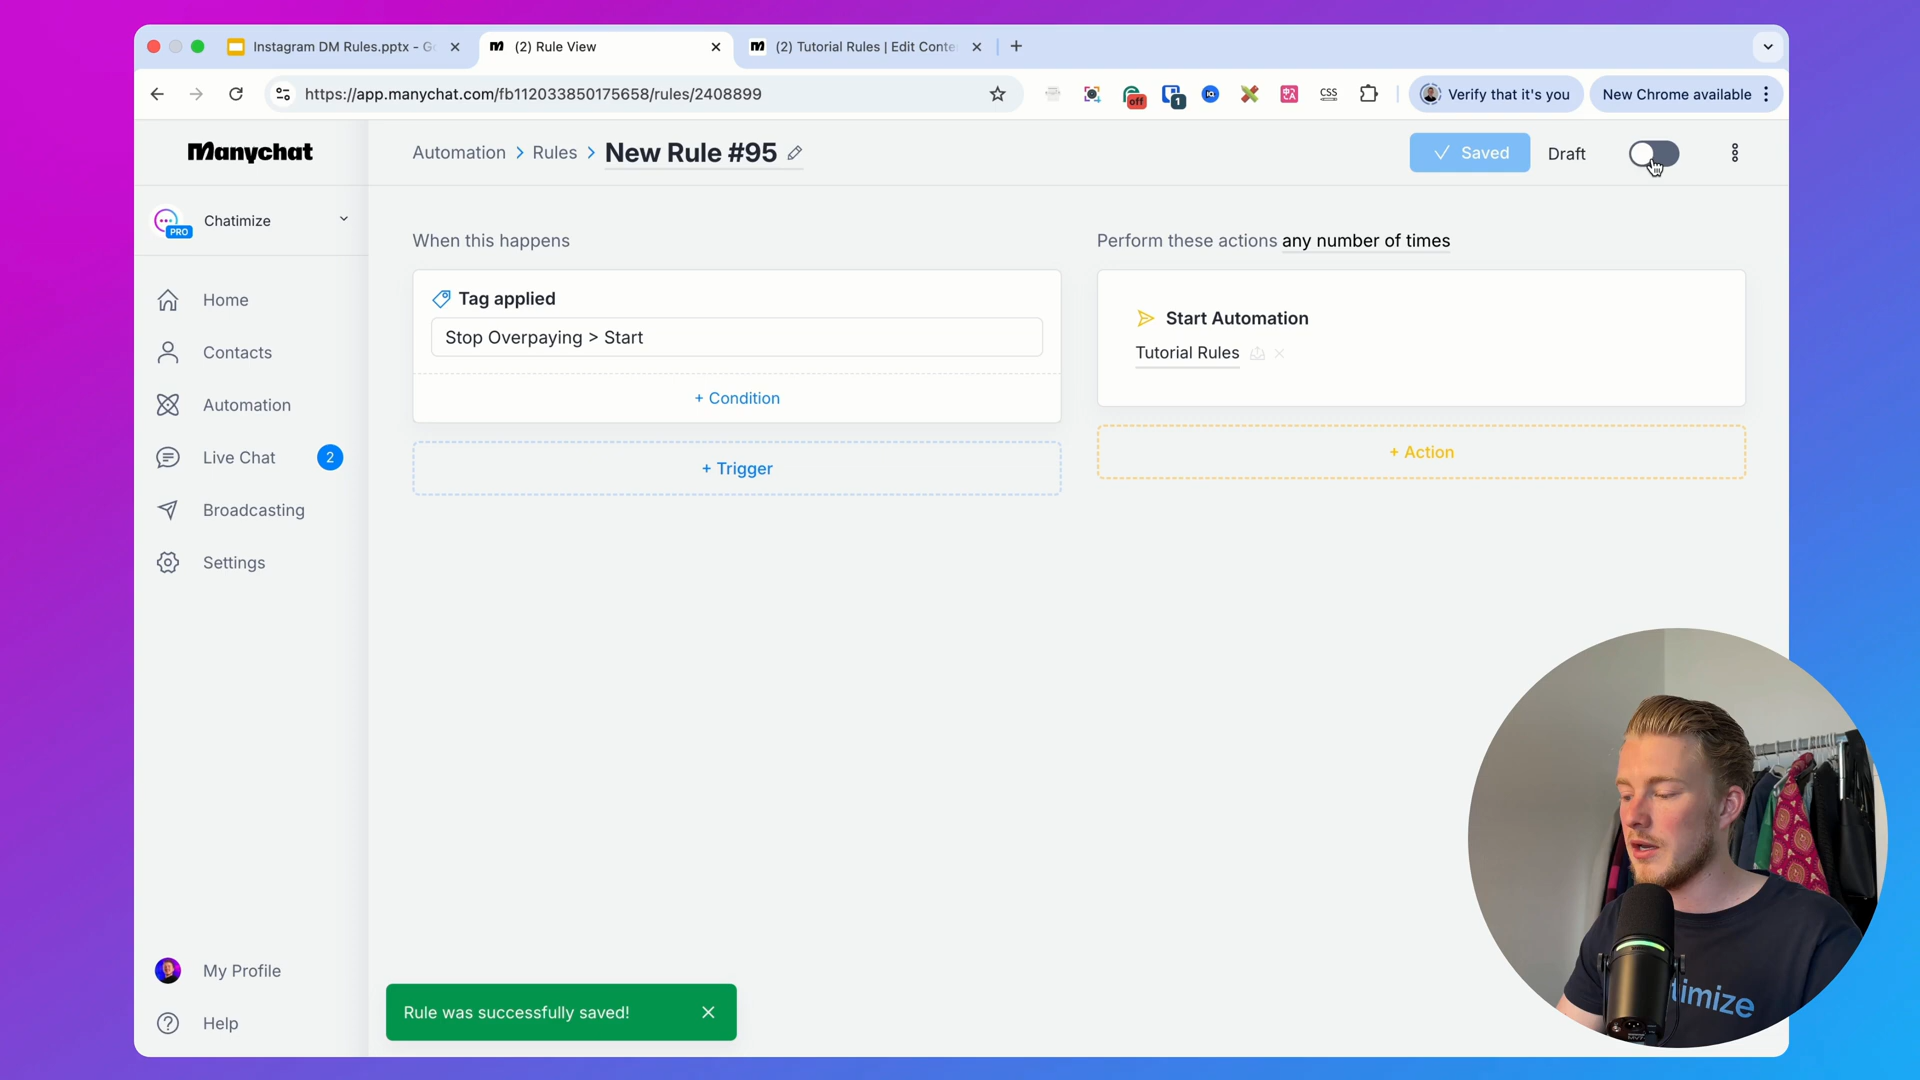 Instagram DM Rules.pptx - G
(2) Rule View
(2) Tutorial Rules | Edit Conte
https://app.manychat.com/fb112033850175658/rules/2408899
off
1
CSS
Verify that it's you
New Chrome available
Manychat
Automation > Rules > New Rule #95
Saved
Draft
PRO
Chatimize
Home
Contacts
Automation
Live Chat
2
Broadcasting
Settings
My Profile
Help
When this happens
Tag applied
Stop Overpaying > Start
+ Condition
+ Trigger
Perform these actions any number of times
Start Automation
Tutorial Rules
+ Action
Rule was successfully saved!
timize